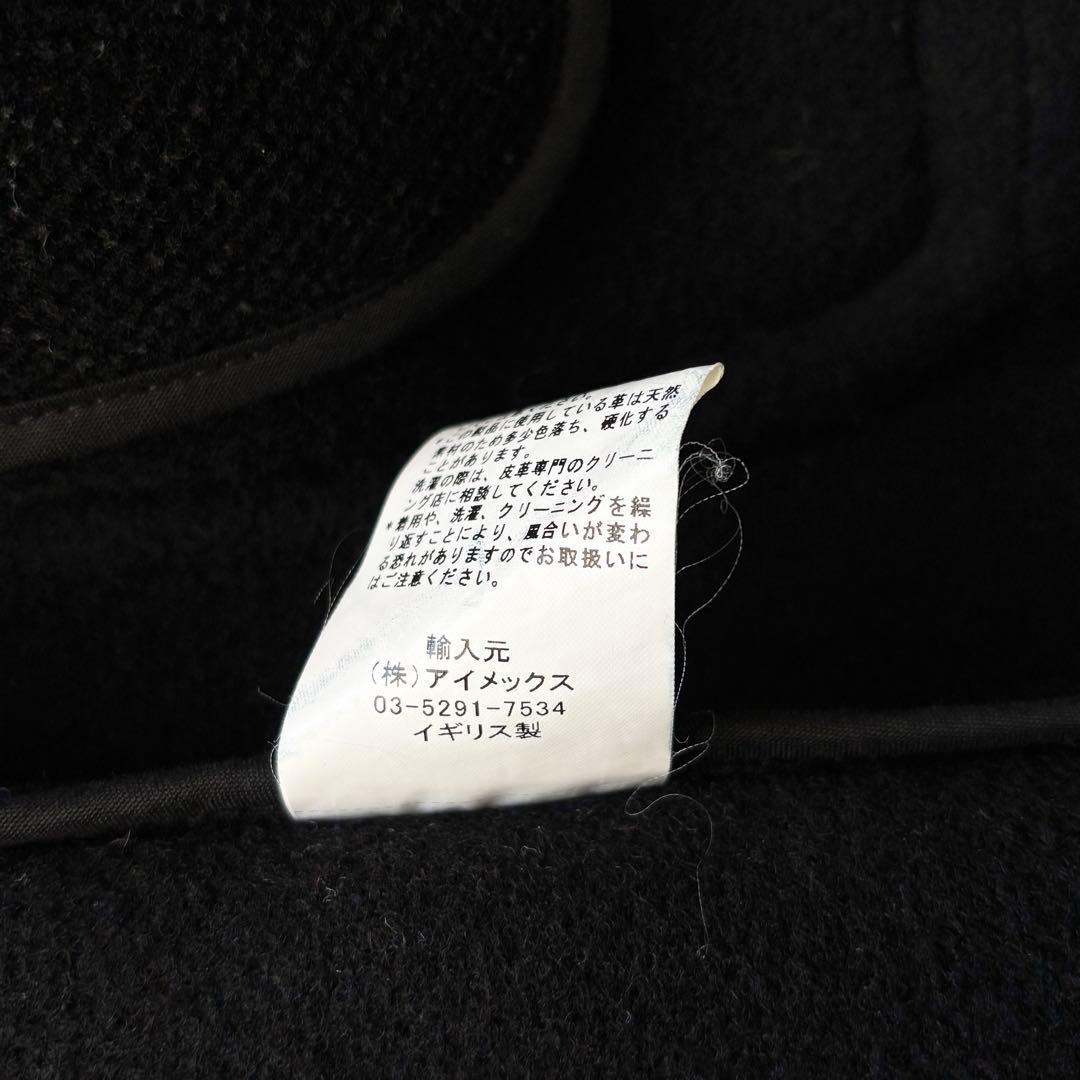 *この製品に使用している革は天然
素材のため多少色落ち、硬化する
ことがあります。
洗濯の際は、皮革専門のクリーニ
ング店に相談してください。
*着用や、洗濯、クリーニングを繰
り返すことにより、風合いが変わ
る恐れがありますのでお取扱いに
はご注意ください。
輸入元
(株)アイメックス
03-5291-7534
イギリス製